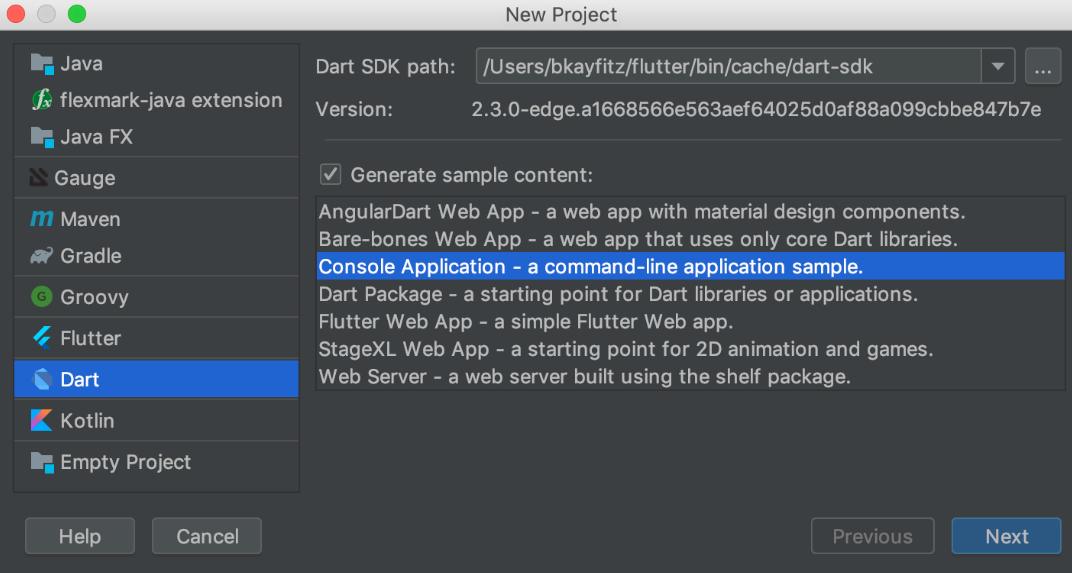 New Project
Java
flexmark-java extension
Java FX
Gauge
Maven
Gradle
Groovy
Flutter
Dart
Kotlin
Empty Project
Dart SDK path: /Users/bkayfitz/flutter/bin/cache/dart-sdk ...
Version: 2.3.0-edge.a1668566e563aef64025d0af88a099cbbe847b7e
Generate sample content:
AngularDart Web App - a web app with material design components.
Bare-bones Web App - a web app that uses only core Dart libraries.
Console Application - a command-line application sample.
Dart Package - a starting point for Dart libraries or applications.
Flutter Web App - a simple Flutter Web app.
StageXL Web App - a starting point for 2D animation and games.
Web Server - a web server built using the shelf package.
Help Cancel Previous Next